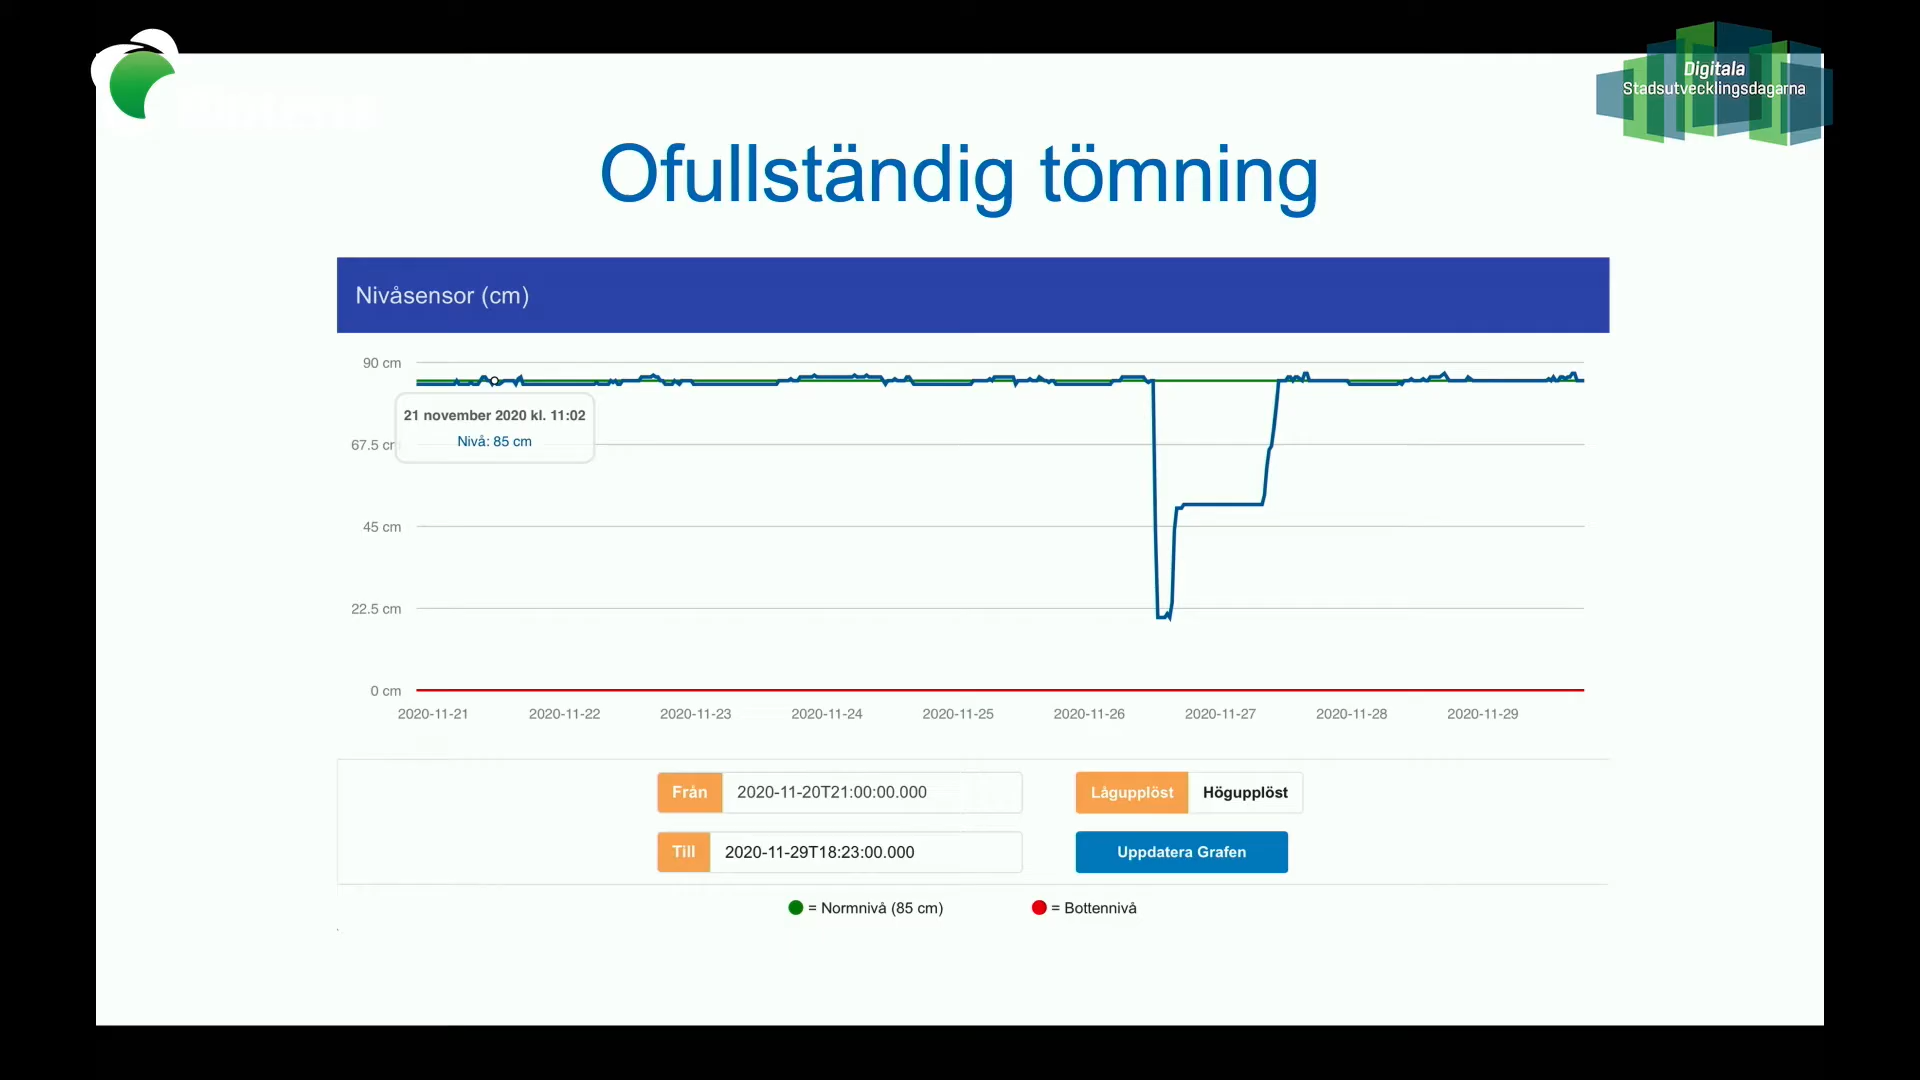 Digitala
Stadsutvecklingsdagarna
Ofullständig tömning
Nivåsensor (cm)
90 cm
21 november 2020 kl. 11:02
Nivå: 85 cm
67.5 cm
45 cm
22.5 cm
0 cm
2020-11-21 2020-11-22 2020-11-23 2020-11-24 2020-11-25 2020-11-26 2020-11-27 2020-11-28 2020-11-29
Från 2020-11-20T21:00:00.000 Lågupplöst Högupplöst
Till 2020-11-29T18:23:00.000 Uppdatera Grafen
= Normnivå (85 cm) = Bottennivå